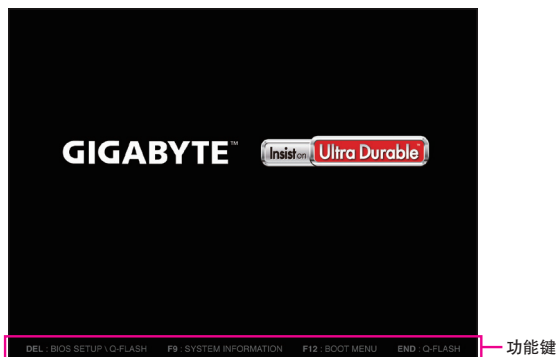 GIGABYTE™ Insist on Ultra Durable™
DEL : BIOS SETUP \ Q-FLASH F9 : SYSTEM INFORMATION F12 : BOOT MENU END : Q-FLASH
功能键